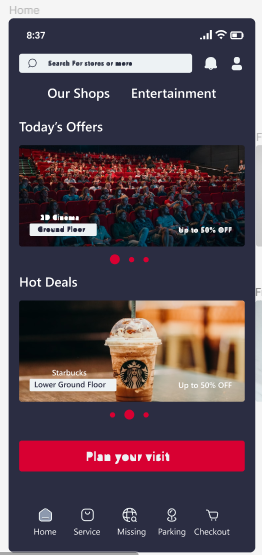 Home
8:37
Search For stores or more
Our Shops Entertainment
Today's Offers
3D Cinema
Ground Floor
Up to 50% OFF
Hot Deals
Starbucks
Lower Ground Floor
Up to 50% OFF
Plan your visit
Home Service Missing Parking Checkout